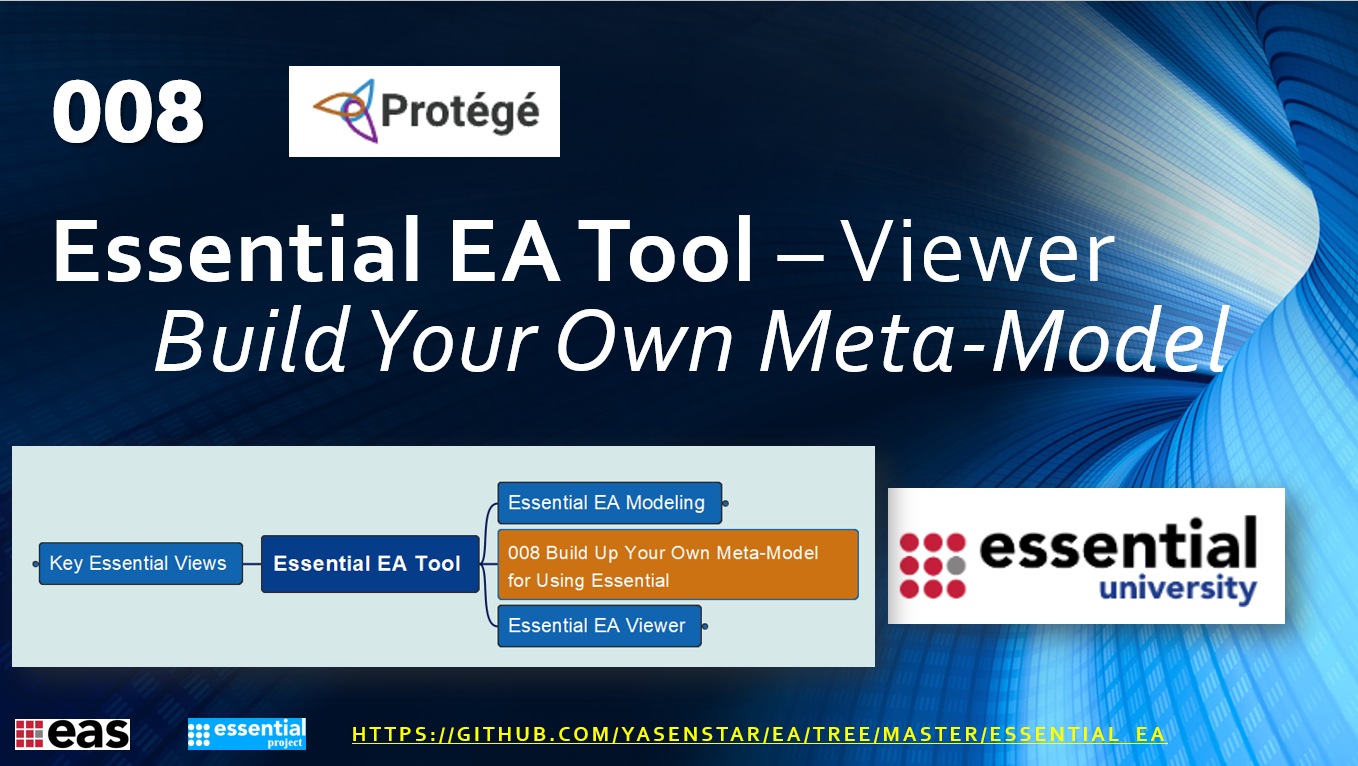 008
Protégé
Essential EA Tool – Viewer
Build Your Own Meta-Model
Essential EA Modeling
008 Build Up Your Own Meta-Model
for Using Essential
Key Essential Views
Essential EA Tool
Essential EA Viewer
essential
university
eas
essential
project
HTTPS://GITHUB.COM/YASENSTAR/EA/TREE/MASTER/ESSENTIAL_EA